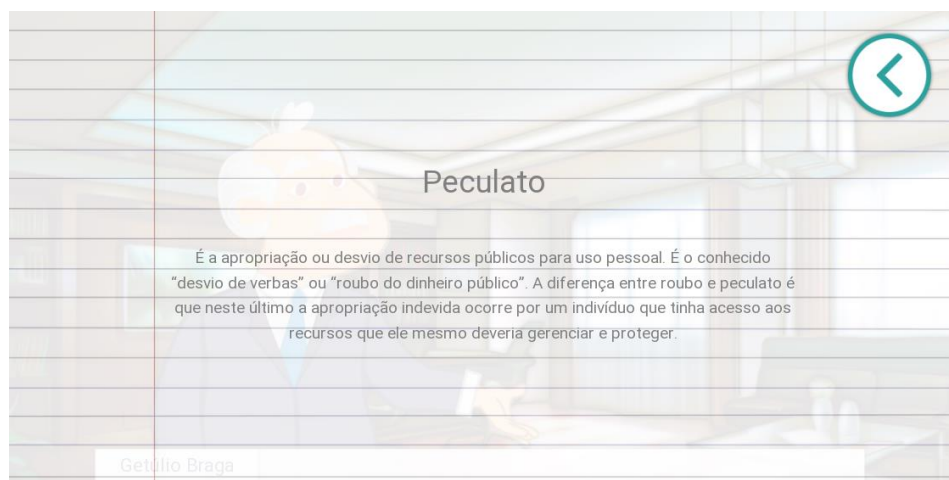 Peculato
É a apropriação ou desvio de recursos públicos para uso pessoal. É o conhecido
“desvio de verbas” ou “roubo do dinheiro público”. A diferença entre roubo e peculato é
que neste último a apropriação indevida ocorre por um indivíduo que tinha acesso aos
recursos que ele mesmo deveria gerenciar e proteger.
Getúlio Braga